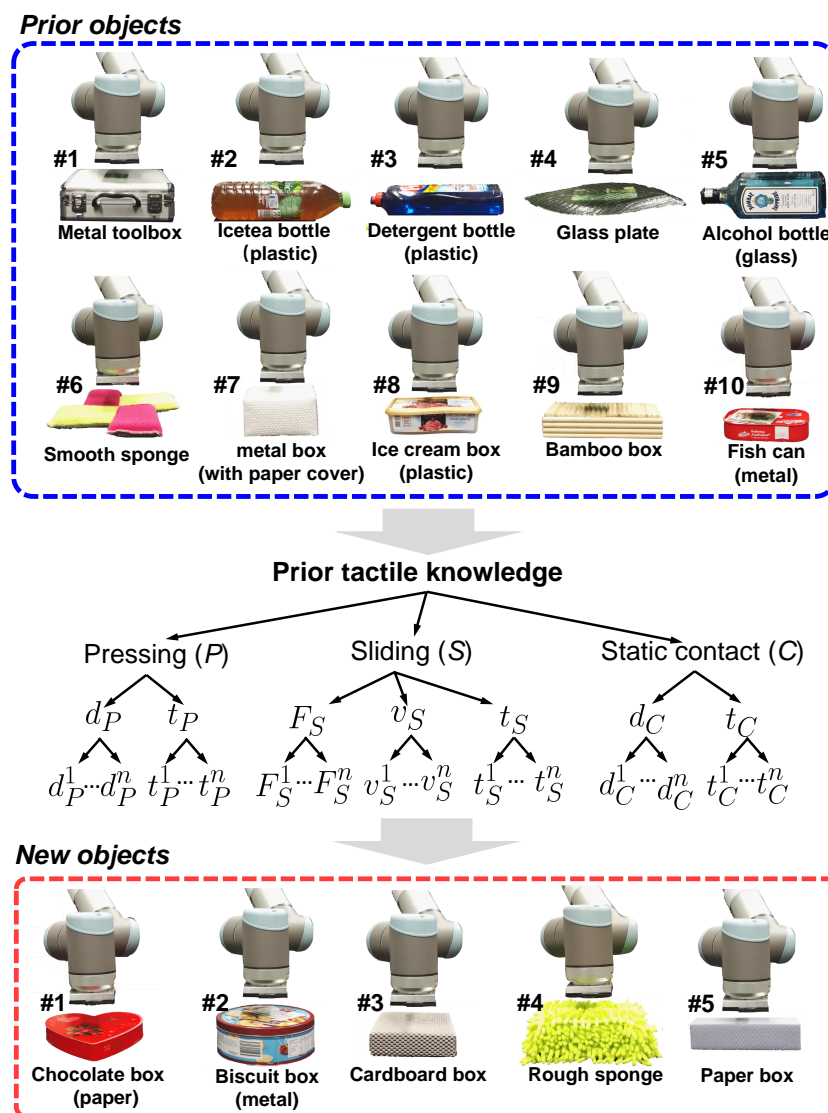 Prior objects
#1 #2 #3 #4 #5
Metal toolbox
Icetea bottle
(plastic)
Detergent bottle
(plastic)
Glass plate
Alcohol bottle
(glass)
#6 #7 #8 #9 #10
Smooth sponge
metal box
(with paper cover)
Ice cream box
(plastic)
Bamboo box
Fish can
(metal)
Prior tactile knowledge
Pressing (P) Sliding (S) Static contact (C)
d_P t_P F_S v_S t_S d_C t_C
d_P^1...d_P^n t_P^1...t_P^n F_S^1...F_S^n v_S^1...v_S^n t_S^1...t_S^n d_C^1...d_C^n t_C^1...t_C^n
New objects
#1 #2 #3 #4 #5
Chocolate box
(paper)
Biscuit box
(metal)
Cardboard box
Rough sponge
Paper box